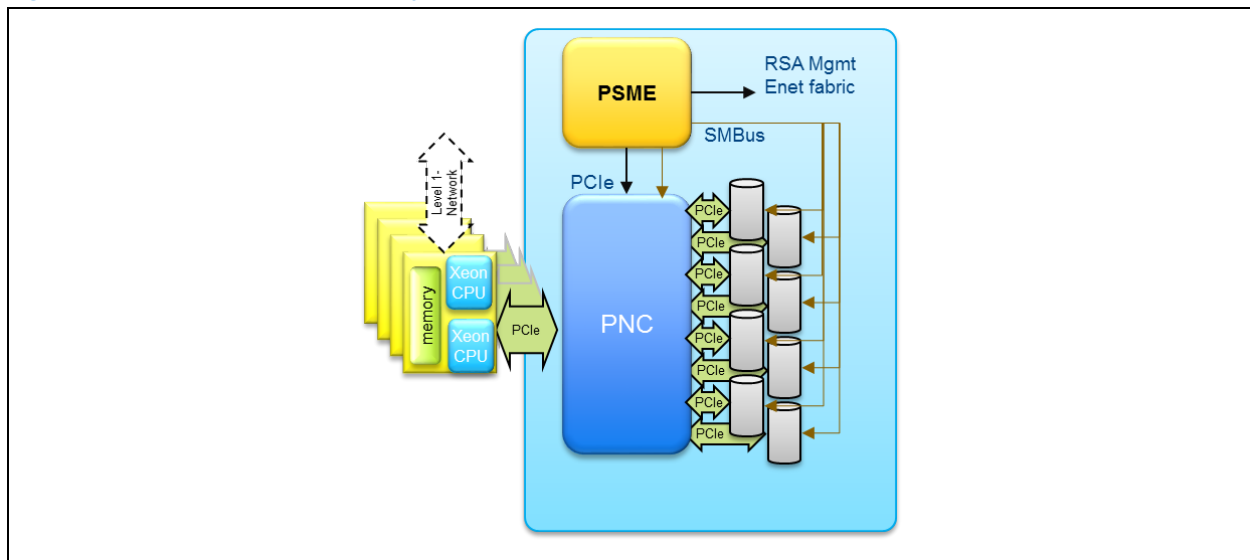 RSA Mgmt
Enet fabric
PSME
SMBus
PCIe
Level 1-
Network
memory
Xeon
CPU
Xeon
CPU
PCIe
PNC
PCIe
PCIe
PCIe
PCIe
PCIe
PCIe
PCIe
PCIe